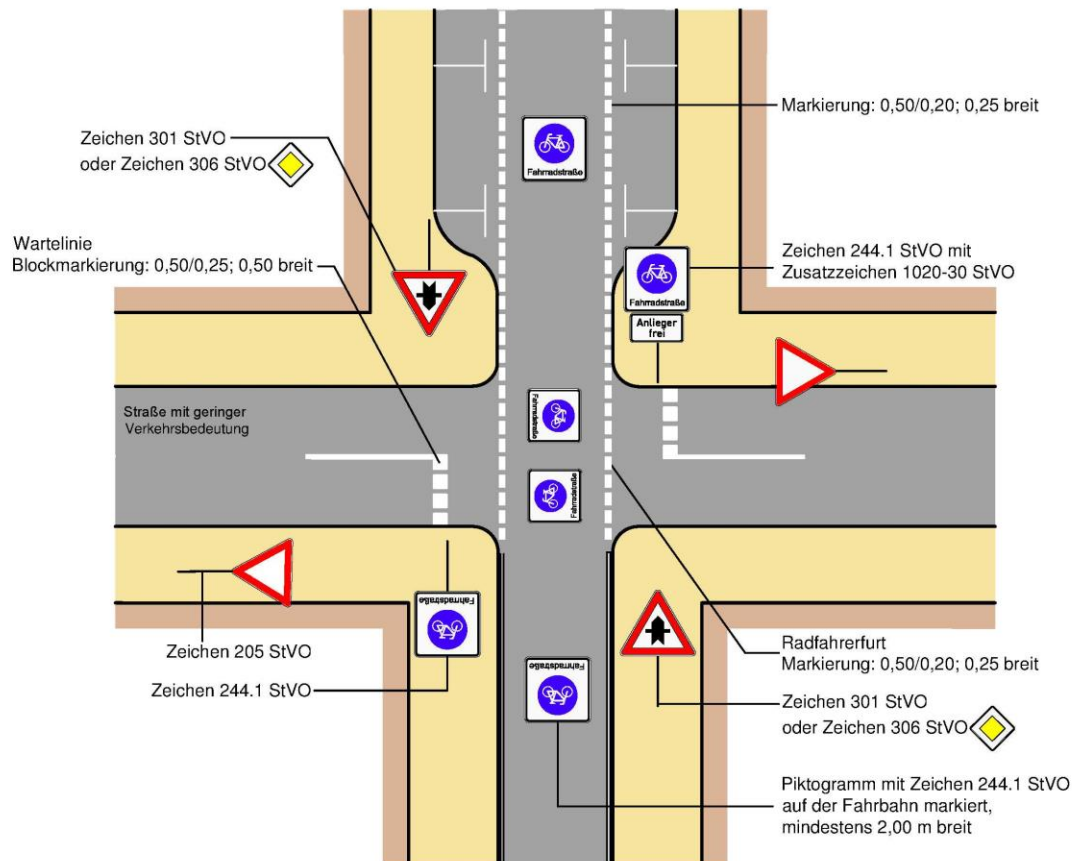 Markierung: 0,50/0,20; 0,25 breit
Zeichen 301 StVO
oder Zeichen 306 StVO
Fahrradstraße
Wartelinie
Blockmarkierung: 0,50/0,25; 0,50 breit
Zeichen 244.1 StVO mit
Zusatzzeichen 1020-30 StVO
Fahrradstraße
Anlieger
frei
Straße mit geringer
Verkehrsbedeutung
Fahrradstraße
Fahrradstraße
Fahrradstraße
Zeichen 205 StVO
Zeichen 244.1 StVO
Fahrradstraße
Radfahrerfurt
Markierung: 0,50/0,20; 0,25 breit
Zeichen 301 StVO
oder Zeichen 306 StVO
Piktogramm mit Zeichen 244.1 StVO
auf der Fahrbahn markiert,
mindestens 2,00 m breit